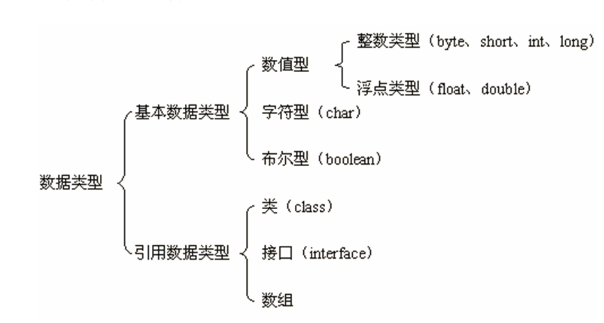 整数类型（byte、short、int、long）
数值型
浮点类型（float、double）
基本数据类型
字符型（char）
布尔型（boolean）
数据类型
类（class）
引用数据类型
接口（interface）
数组